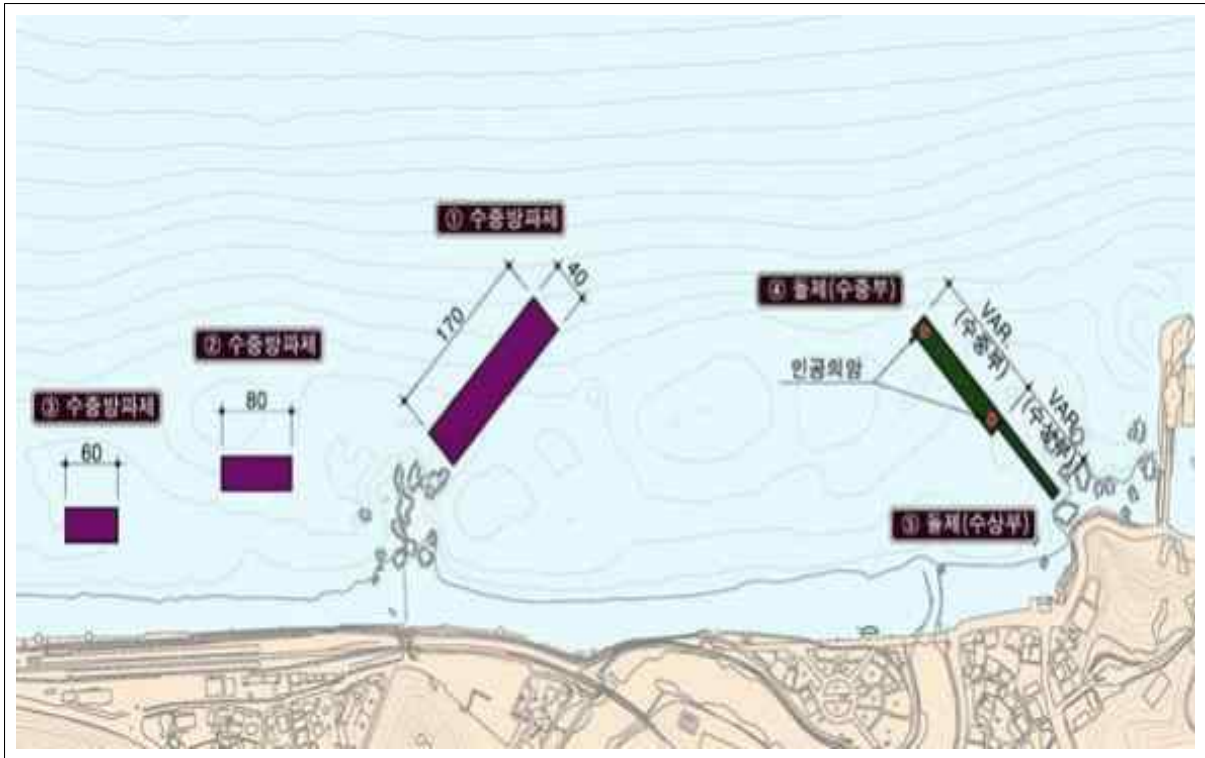 ① 수중방파제
40
170
② 수중방파제
80
③ 수중방파제
60
④ 돌제(수중부)
VAR
(수중부)
인공의암
VAR
(수상부)
⑤ 돌제(수상부)